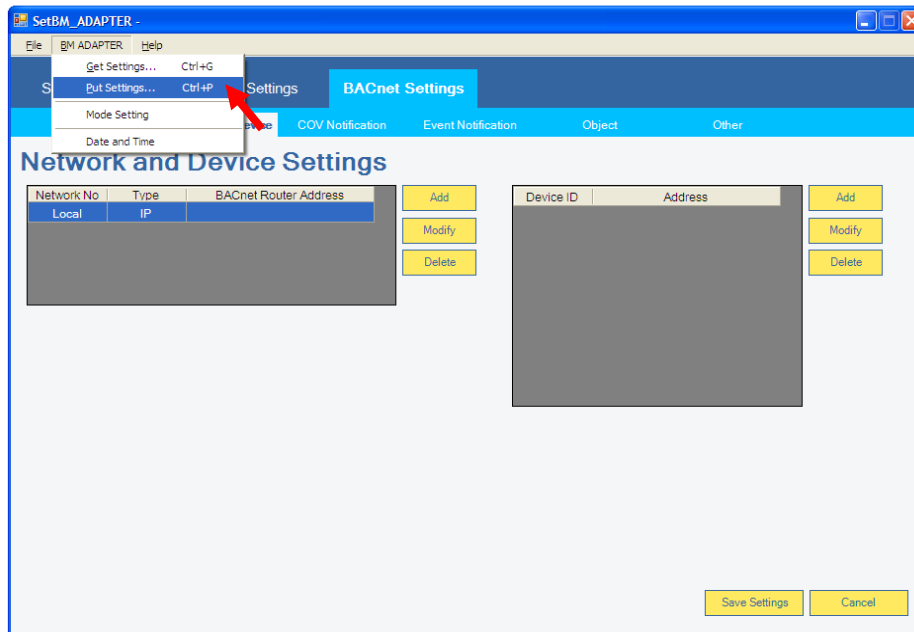 SetBM_ADAPTER -
File BM ADAPTER Help
Get Settings... Ctrl+G
Put Settings... Ctrl+P
Mode Setting
Date and Time
S Settings BACnet Settings
COV Notification Event Notification Object Other
Network and Device Settings
Network No Type BACnet Router Address
Local IP
Add
Modify
Delete
Device ID Address
Add
Modify
Delete
Save Settings Cancel